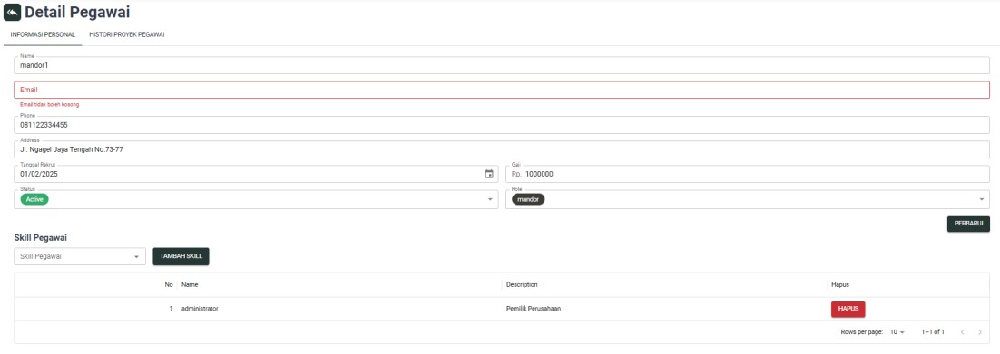 Detail Pegawai
INFORMASI PERSONAL HISTORI PROYEK PEGAWAI
Name
mandor1
Email
Email tidak boleh kosong
Phone
081122334455
Address
Jl. Ngagel Jaya Tengah No.73-77
Tanggal Rekrut Gaji
01/02/2025 Rp. 1000000
Status Role
Active mandor
PERBARUI
Skill Pegawai
Skill Pegawai TAMBAH SKILL
No Name Description Hapus
1 administrator Pemilik Perusahaan HAPUS
Rows per page: 10 1–1 of 1